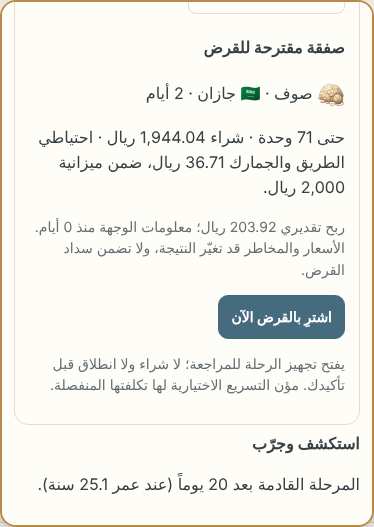 صفقة مقترحة للقرض
صوف · 🇸🇦 جازان · 2 أيام
حتى 71 وحدة · شراء 1,944.04 ريال · احتياطي
الطريق والجمارك 36.71 ريال، ضمن ميزانية
2,000 ريال.
ربح تقديري 203.92 ريال؛ معلومات الوجهة منذ 0 أيام.
الأسعار والمخاطر قد تغيّر النتيجة، ولا تضمن سداد
القرض.
اشترِ بالقرض الآن
يفتح تجهيز الرحلة للمراجعة؛ لا شراء ولا انطلاق قبل
تأكيدك. مؤن التسريع الاختيارية لها تكلفتها المنفصلة.
استكشف وجرّب
المرحلة القادمة بعد 20 يوماً (عند عمر 25.1 سنة).